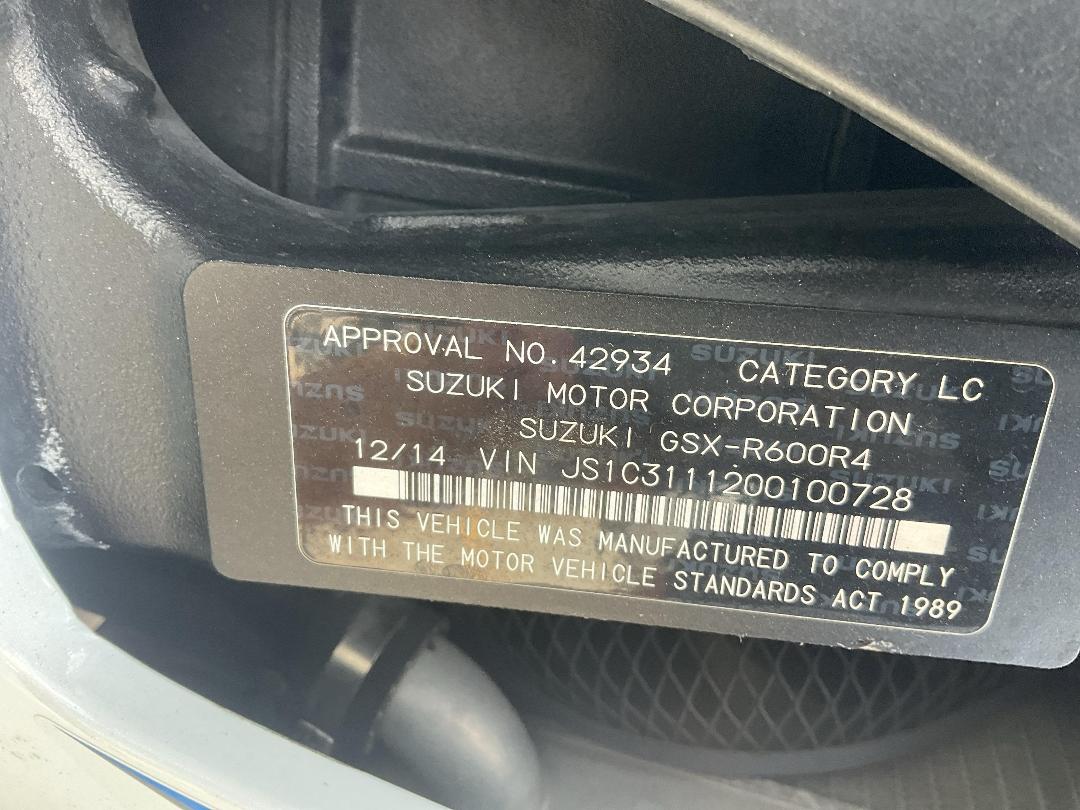 APPROVAL NO. 42934 CATEGORY LC
SUZUKI MOTOR CORPORATION
SUZUKI GSX-R600R4
12/14 VIN JS1C3111200100728
THIS VEHICLE WAS MANUFACTURED TO COMPLY
WITH THE MOTOR VEHICLE STANDARDS ACT 1989